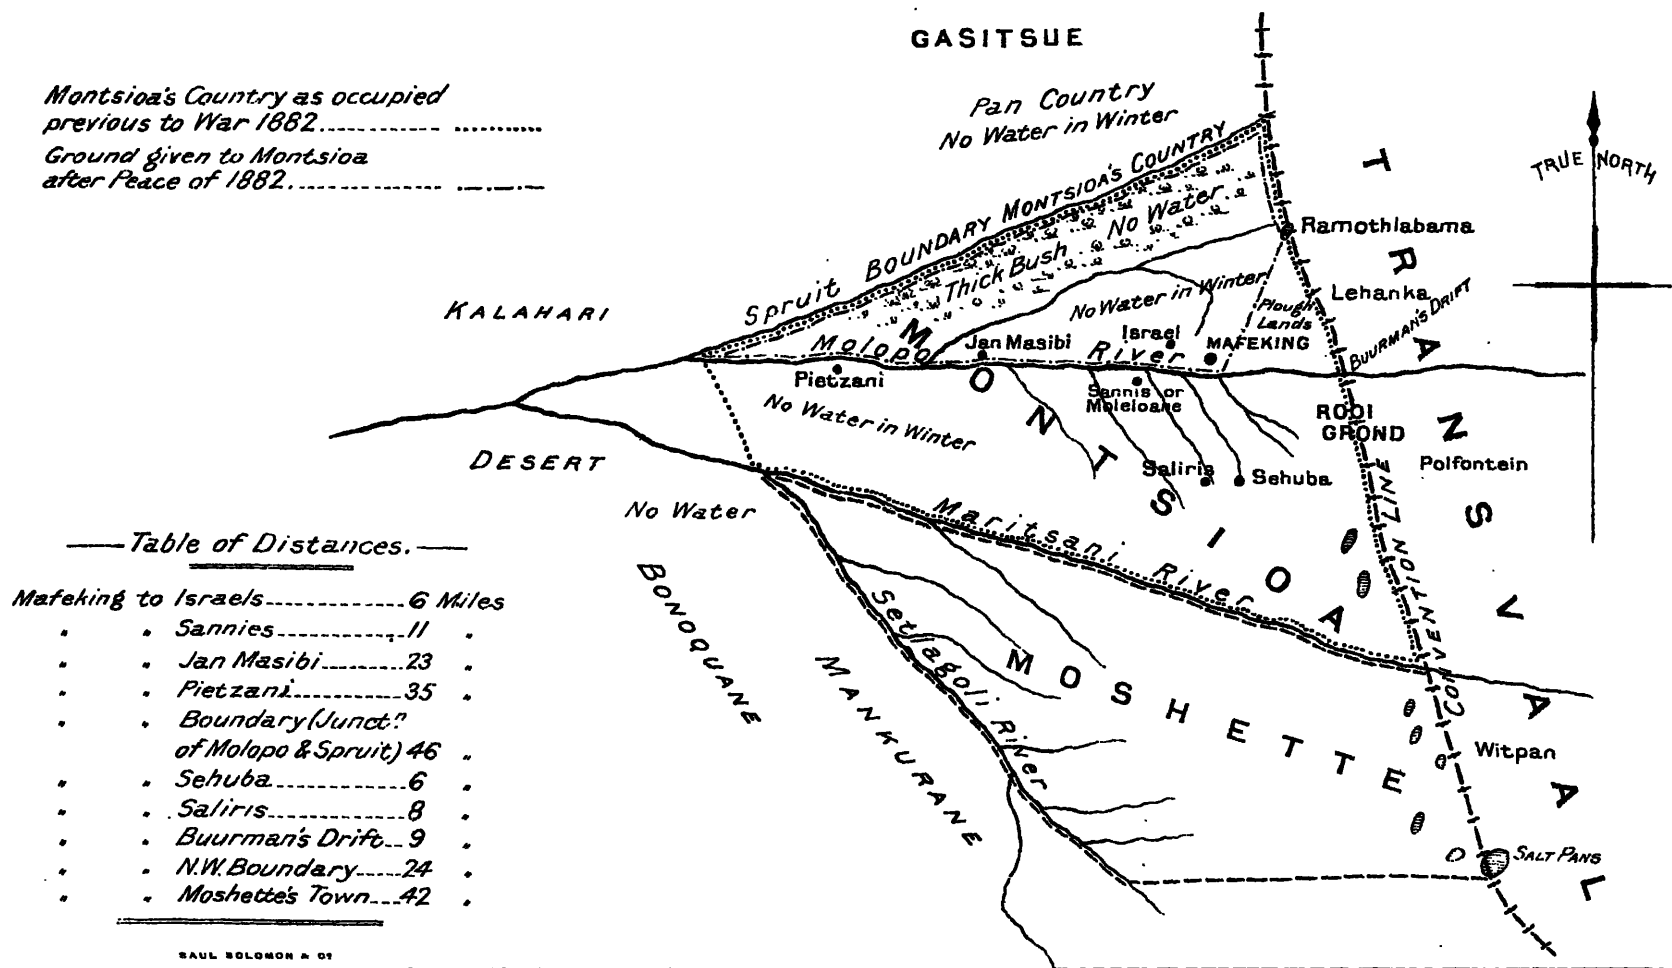 GASITSUE
Montsioa's Country as occupied
previous to War 1882
Ground given to Montsioa
after Peace of 1882
Pan Country
No Water in Winter
TRUE NORTH
Spruit BOUNDARY MONTSIOA'S COUNTRY
Thick Bush No Water
Ramothlabama
Lehanka
BUURMAN'S DRIFT
KALAHARI
No Water in Winter
Plough
Lands
Molopo River
Jan Masibi
Israel
MAFEKING
Pietzani
Sannis or
Moleloane
No Water in Winter
ROOI
GROND
Polfontein
DESERT
Saliris
Sehuba
No Water
MONTSIOA
TRANSVAAL
CONVENTION LINE
Maritsani River
Setlagoli River
BONOQUANE
MANKURANE
MOSHETTE
Witpan
SALT PANS
Table of Distances.
Mafeking to Israels 6 Miles
" " Sannies 11 "
" " Jan Masibi 23 "
" " Pietzani 35 "
" " Boundary (Junctn
of Molopo & Spruit) 46 "
" " Sehuba 6 "
" " Saliris 8 "
" " Buurman's Drift 9 "
" " N.W. Boundary 24 "
" " Moshette's Town 42 "
SAUL SOLOMON & Co